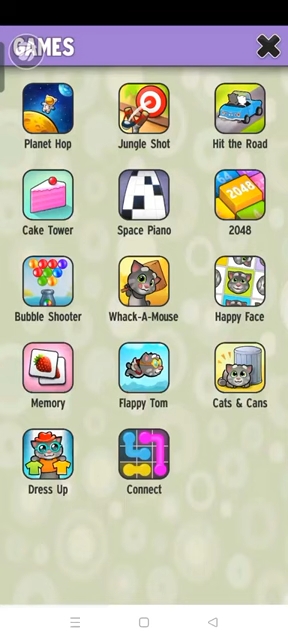 GAMES
Planet Hop
Jungle Shot
Hit the Road
64
2048
Cake Tower
Space Piano
2048
Bubble Shooter
Whack-A-Mouse
Happy Face
Memory
Flappy Tom
Cats & Cans
Dress Up
Connect